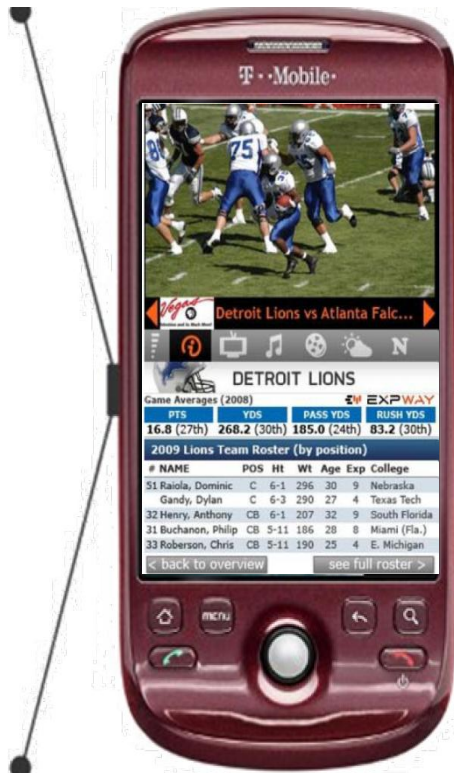 T··Mobile·
Vegas
Detroit Lions vs Atlanta Falc...
N
DETROIT LIONS
Game Averages (2008) EXPWAY
PTS YDS PASS YDS RUSH YDS
16.8 (27th) 268.2 (30th) 185.0 (24th) 83.2 (30th)
2009 Lions Team Roster (by position)
# NAME POS Ht Wt Age Exp College
51 Raiola, Dominic C 6-1 296 30 9 Nebraska
Gandy, Dylan C 6-3 290 27 4 Texas Tech
32 Henry, Anthony CB 6-1 207 32 9 South Florida
31 Buchanon, Philip CB 5-11 186 28 8 Miami (Fla.)
33 Roberson, Chris CB 5-11 190 25 4 E. Michigan
< back to overview see full roster >
menu